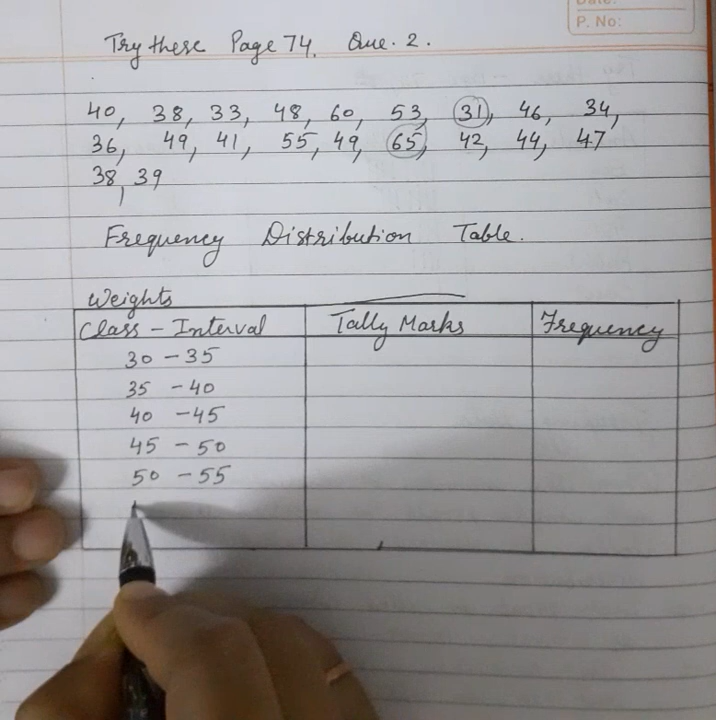 Date:
P. No:
Try these Page 74. Que. 2.
40, 38, 33, 48, 60, 53, 31, 46, 34,
36, 49, 41, 55, 49, 65, 42, 44, 47
38, 39
Frequency Distribution Table.
Weights
Class - Interval Tally Marks Frequency
30 - 35
35 - 40
40 - 45
45 - 50
50 - 55